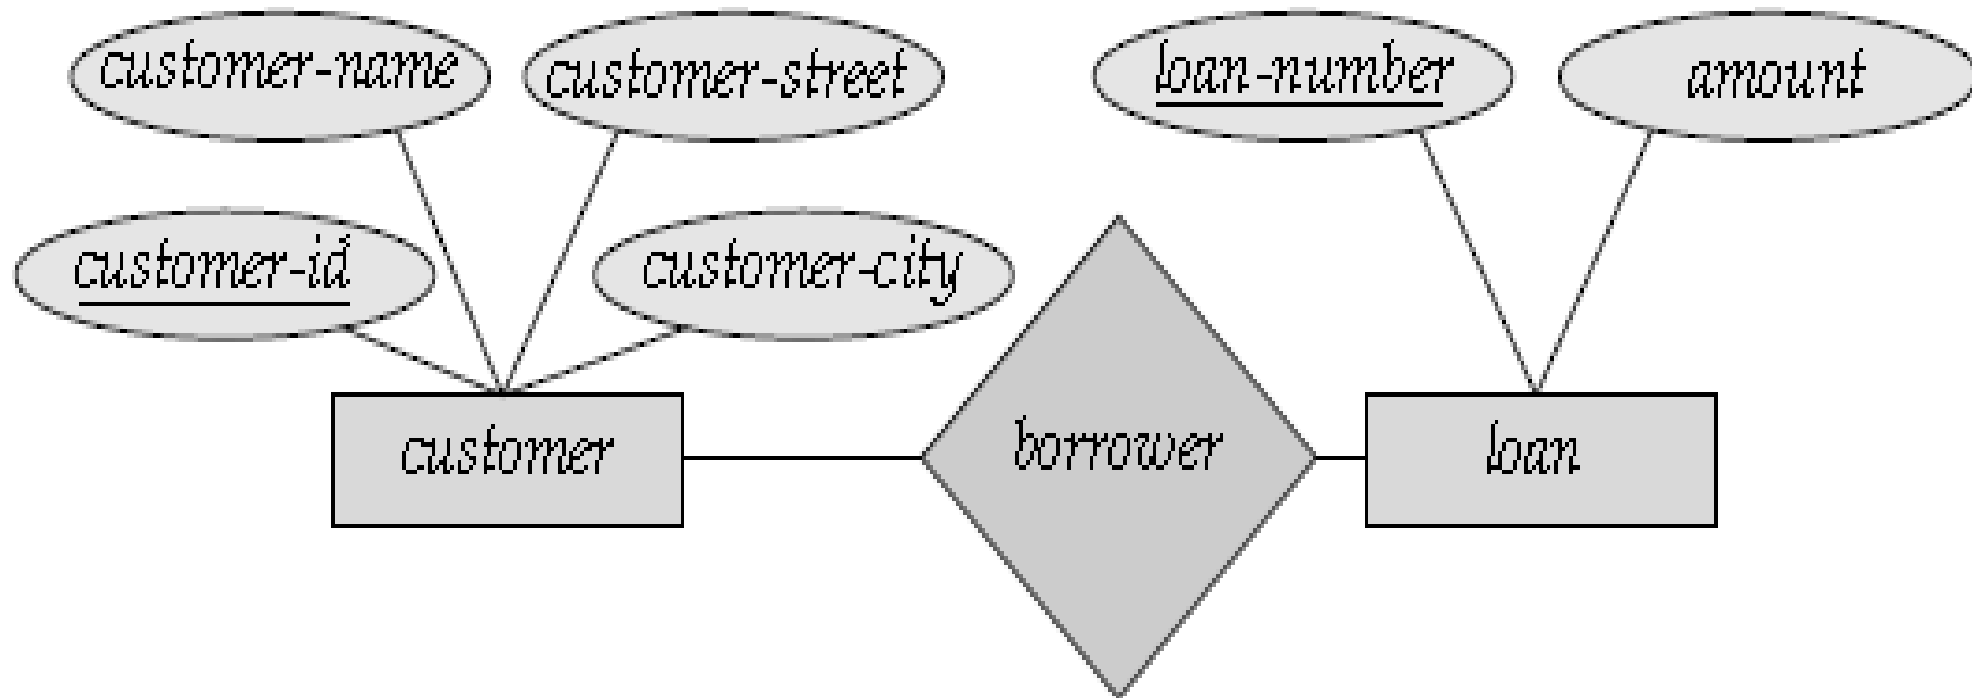 customer-name
customer-street
loan-number
amount
customer-id
customer-city
customer
borrower
loan